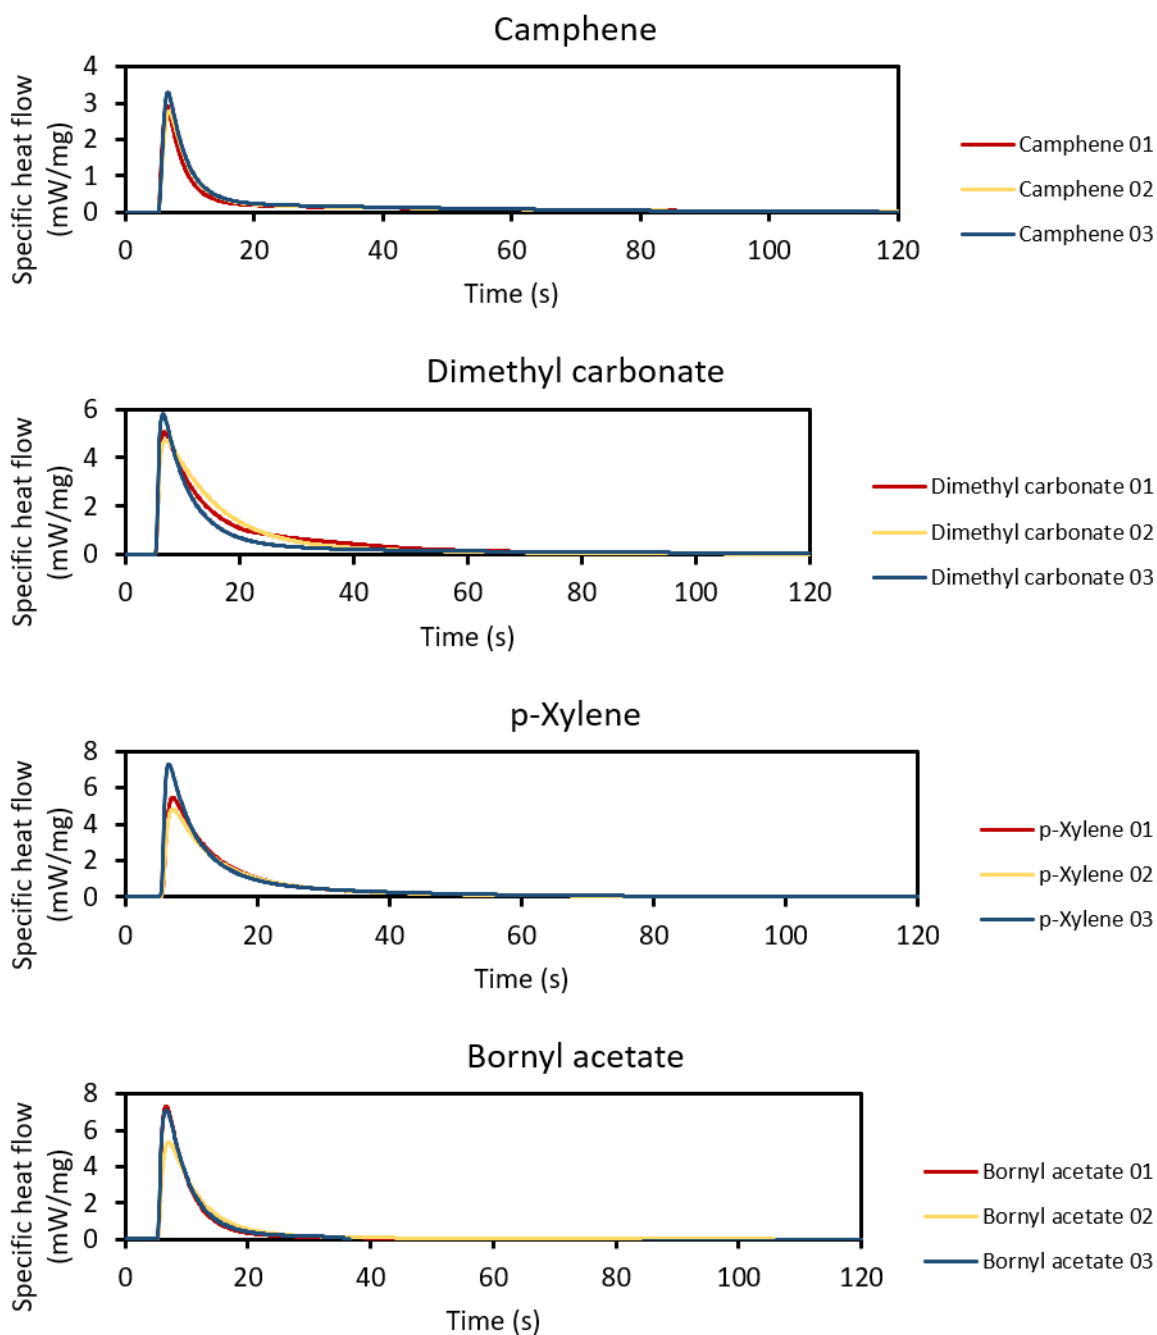 Camphene
Specific heat flow
(mW/mg)
4
3
2
1
0
0 20 40 60 80 100 120
Time (s)
Camphene 01
Camphene 02
Camphene 03
Dimethyl carbonate
Specific heat flow
(mW/mg)
6
4
2
0
0 20 40 60 80 100 120
Time (s)
Dimethyl carbonate 01
Dimethyl carbonate 02
Dimethyl carbonate 03
p-Xylene
Specific heat flow
(mW/mg)
8
6
4
2
0
0 20 40 60 80 100 120
Time (s)
p-Xylene 01
p-Xylene 02
p-Xylene 03
Bornyl acetate
Specific heat flow
(mW/mg)
8
6
4
2
0
0 20 40 60 80 100 120
Time (s)
Bornyl acetate 01
Bornyl acetate 02
Bornyl acetate 03